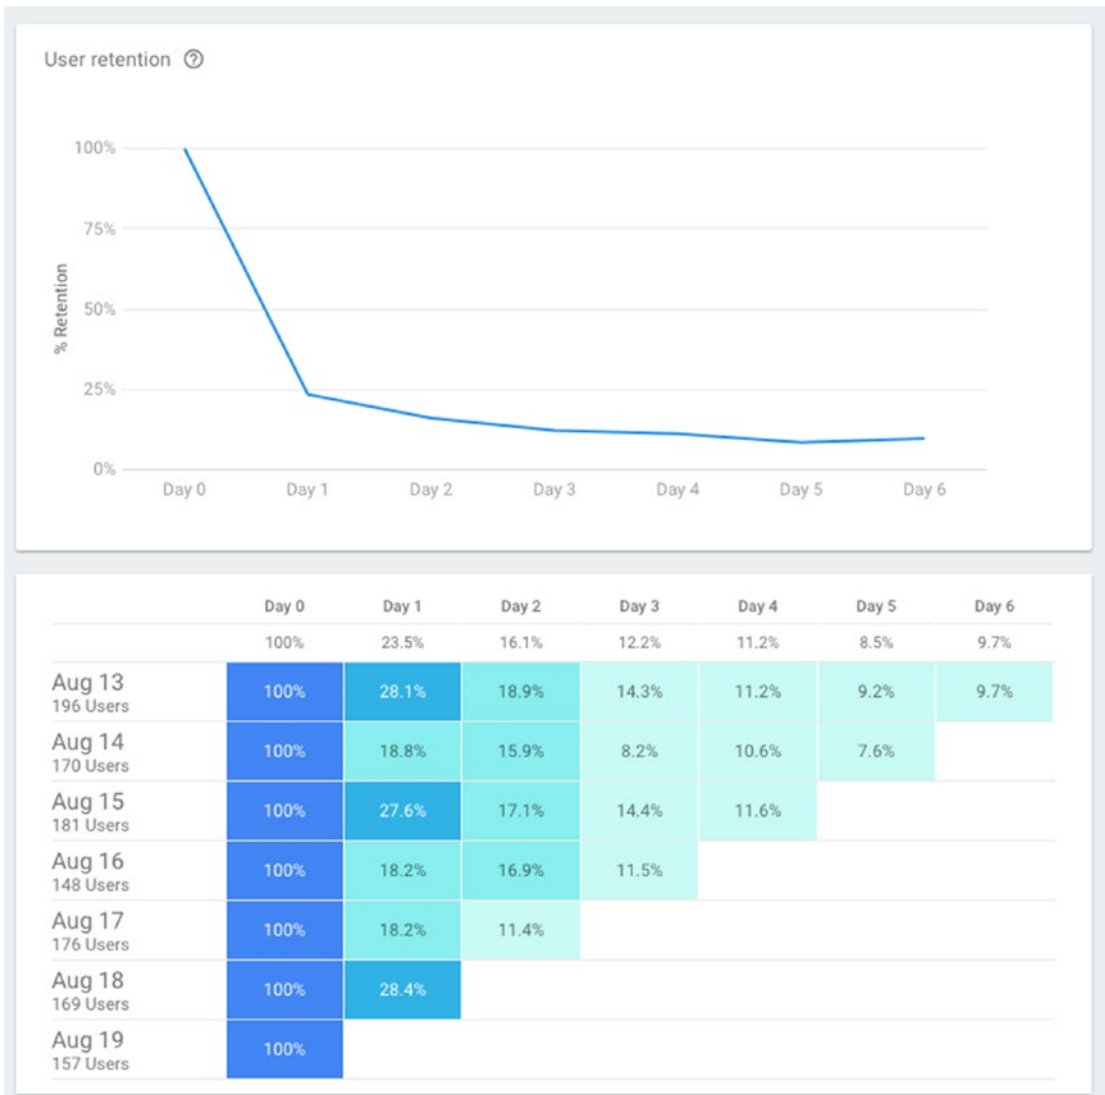 User retention ?
100%
75%
50%
25%
0%
% Retention
Day 0 Day 1 Day 2 Day 3 Day 4 Day 5 Day 6
Day 0 Day 1 Day 2 Day 3 Day 4 Day 5 Day 6
100% 23.5% 16.1% 12.2% 11.2% 8.5% 9.7%
Aug 13
196 Users
100% 28.1% 18.9% 14.3% 11.2% 9.2% 9.7%
Aug 14
170 Users
100% 18.8% 15.9% 8.2% 10.6% 7.6%
Aug 15
181 Users
100% 27.6% 17.1% 14.4% 11.6%
Aug 16
148 Users
100% 18.2% 16.9% 11.5%
Aug 17
176 Users
100% 18.2% 11.4%
Aug 18
169 Users
100% 28.4%
Aug 19
157 Users
100%